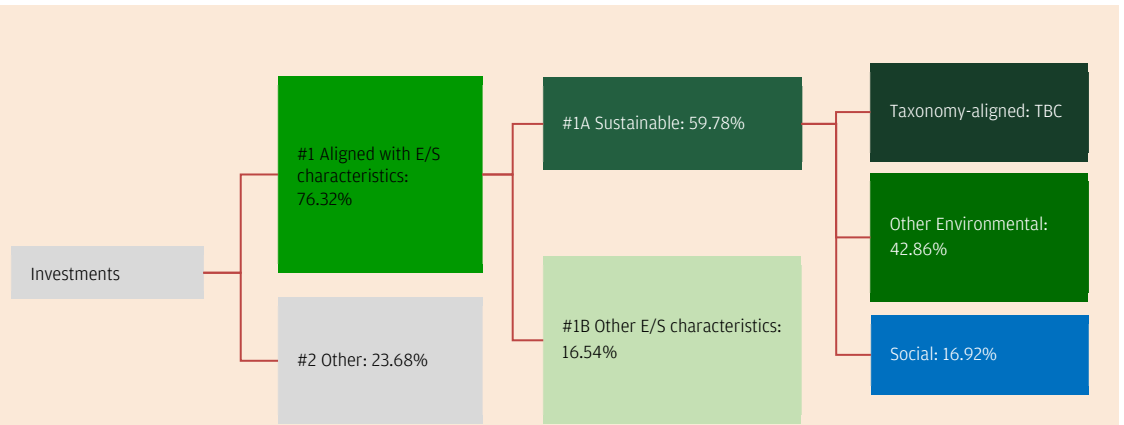 Investments
#1 Aligned with E/S
characteristics:
76.32%
#2 Other: 23.68%
#1A Sustainable: 59.78%
#1B Other E/S characteristics:
16.54%
Taxonomy-aligned: TBC
Other Environmental:
42.86%
Social: 16.92%